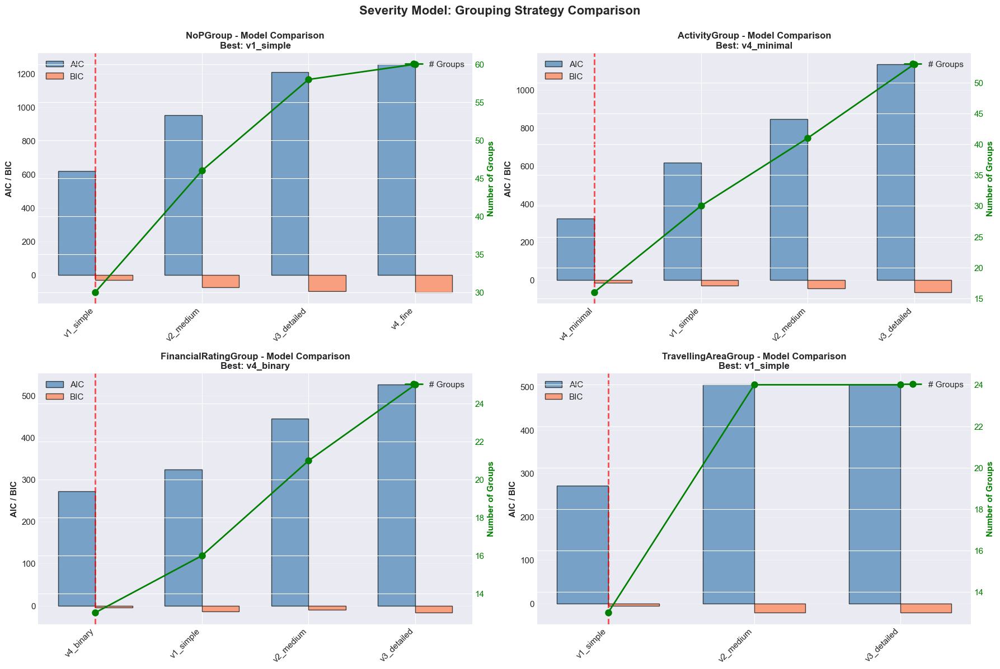 Severity Model: Grouping Strategy Comparison
NoPGroup - Model Comparison
Best: v1_simple
AIC
BIC
# Groups
1200
1000
800
600
400
200
0
AIC / BIC
60
55
50
45
40
35
30
Number of Groups
v1_simple
v2_medium
v3_detailed
v4_fine
ActivityGroup - Model Comparison
Best: v4_minimal
AIC
BIC
# Groups
1000
800
600
400
200
0
AIC / BIC
50
45
40
35
30
25
20
15
Number of Groups
v4_minimal
v1_simple
v2_medium
v3_detailed
FinancialRatingGroup - Model Comparison
Best: v4_binary
AIC
BIC
# Groups
500
400
300
200
100
0
AIC / BIC
24
22
20
18
16
14
Number of Groups
v4_binary
v1_simple
v2_medium
v3_detailed
TravellingAreaGroup - Model Comparison
Best: v1_simple
AIC
BIC
# Groups
500
400
300
200
100
0
AIC / BIC
24
22
20
18
16
14
Number of Groups
v1_simple
v2_medium
v3_detailed